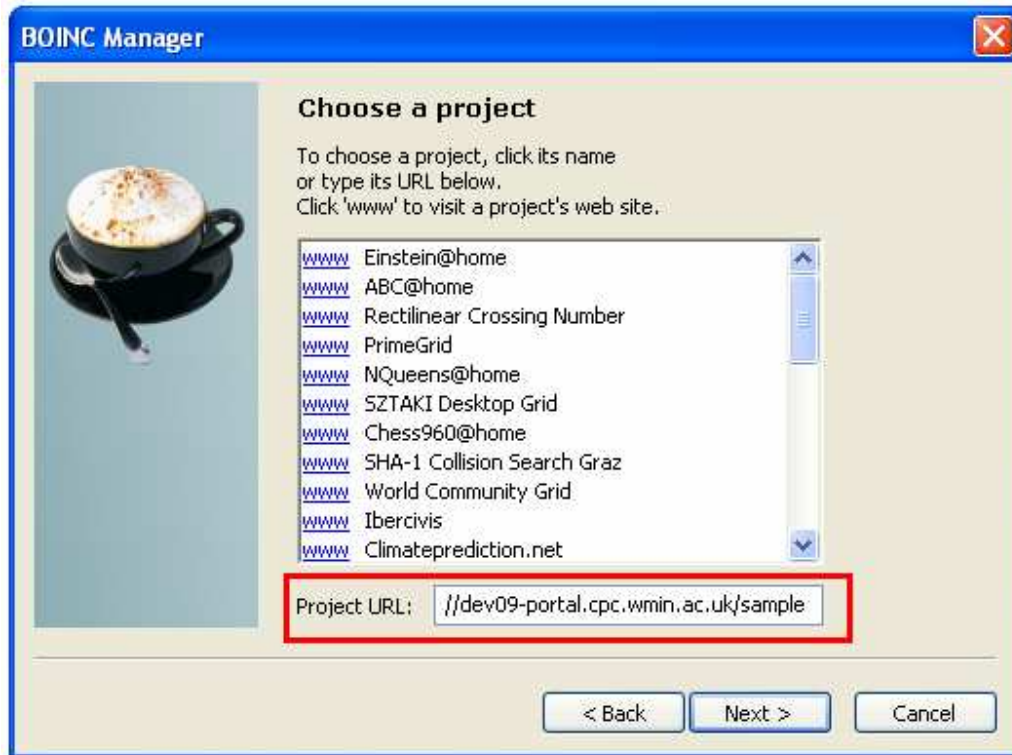 BOINC Manager
Choose a project
To choose a project, click its name
or type its URL below.
Click 'www' to visit a project's web site.
www Einstein@home
www ABC@home
www Rectilinear Crossing Number
www PrimeGrid
www NQueens@home
www SZTAKI Desktop Grid
www Chess960@home
www SHA-1 Collision Search Graz
www World Community Grid
www Ibercivis
www Climateprediction.net
Project URL: //dev09-portal.cpc.wmin.ac.uk/sample
< Back Next > Cancel